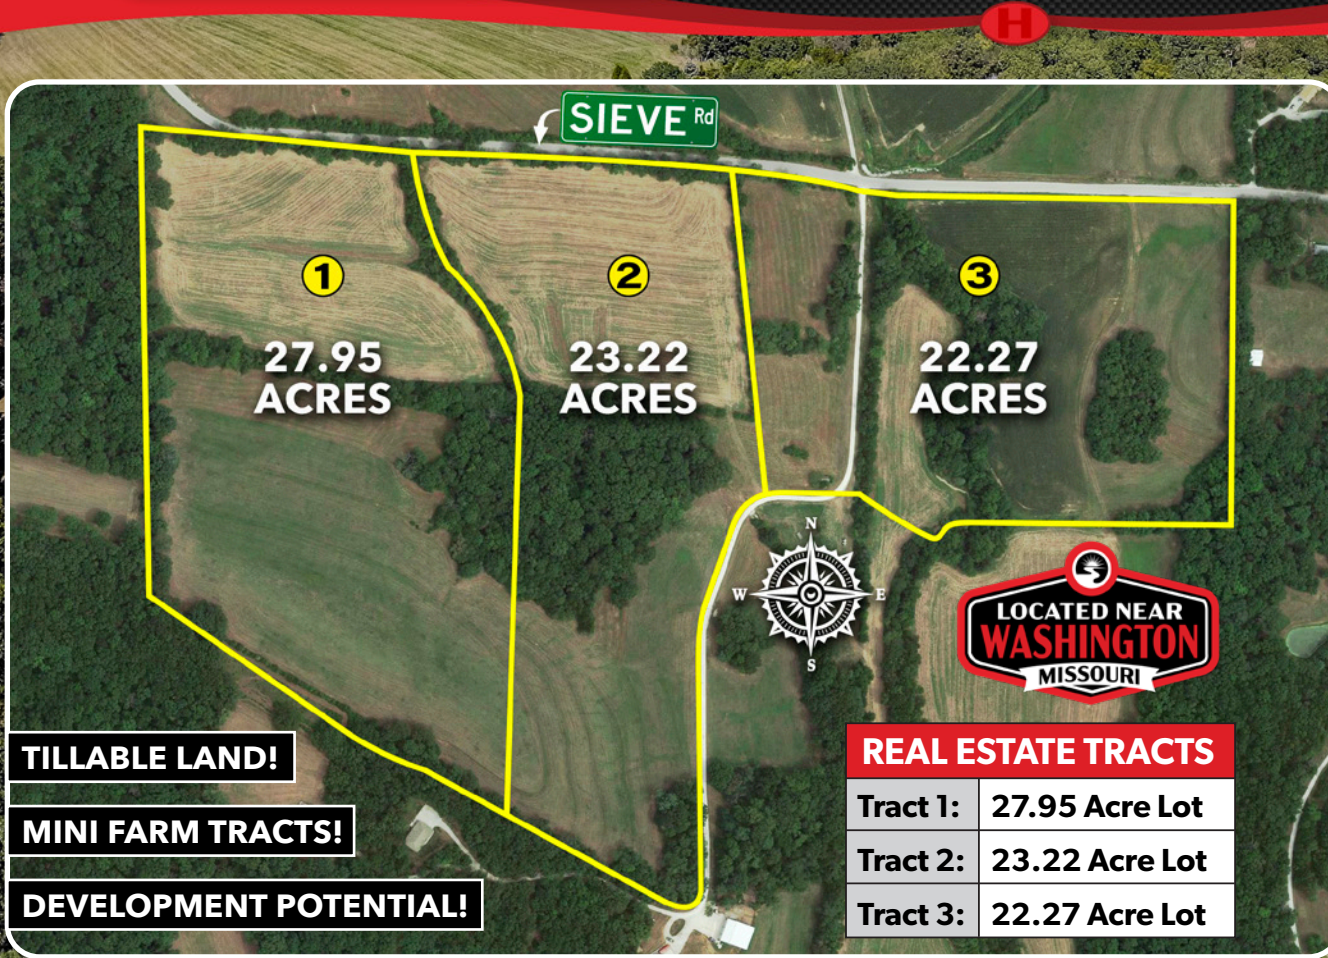 H
SIEVE Rd
1
27.95
ACRES
2
23.22
ACRES
3
22.27
ACRES
N
W E
S
LOCATED NEAR
WASHINGTON
MISSOURI
TILLABLE LAND!
MINI FARM TRACTS!
DEVELOPMENT POTENTIAL!
REAL ESTATE TRACTS
Tract 1: 27.95 Acre Lot
Tract 2: 23.22 Acre Lot
Tract 3: 22.27 Acre Lot